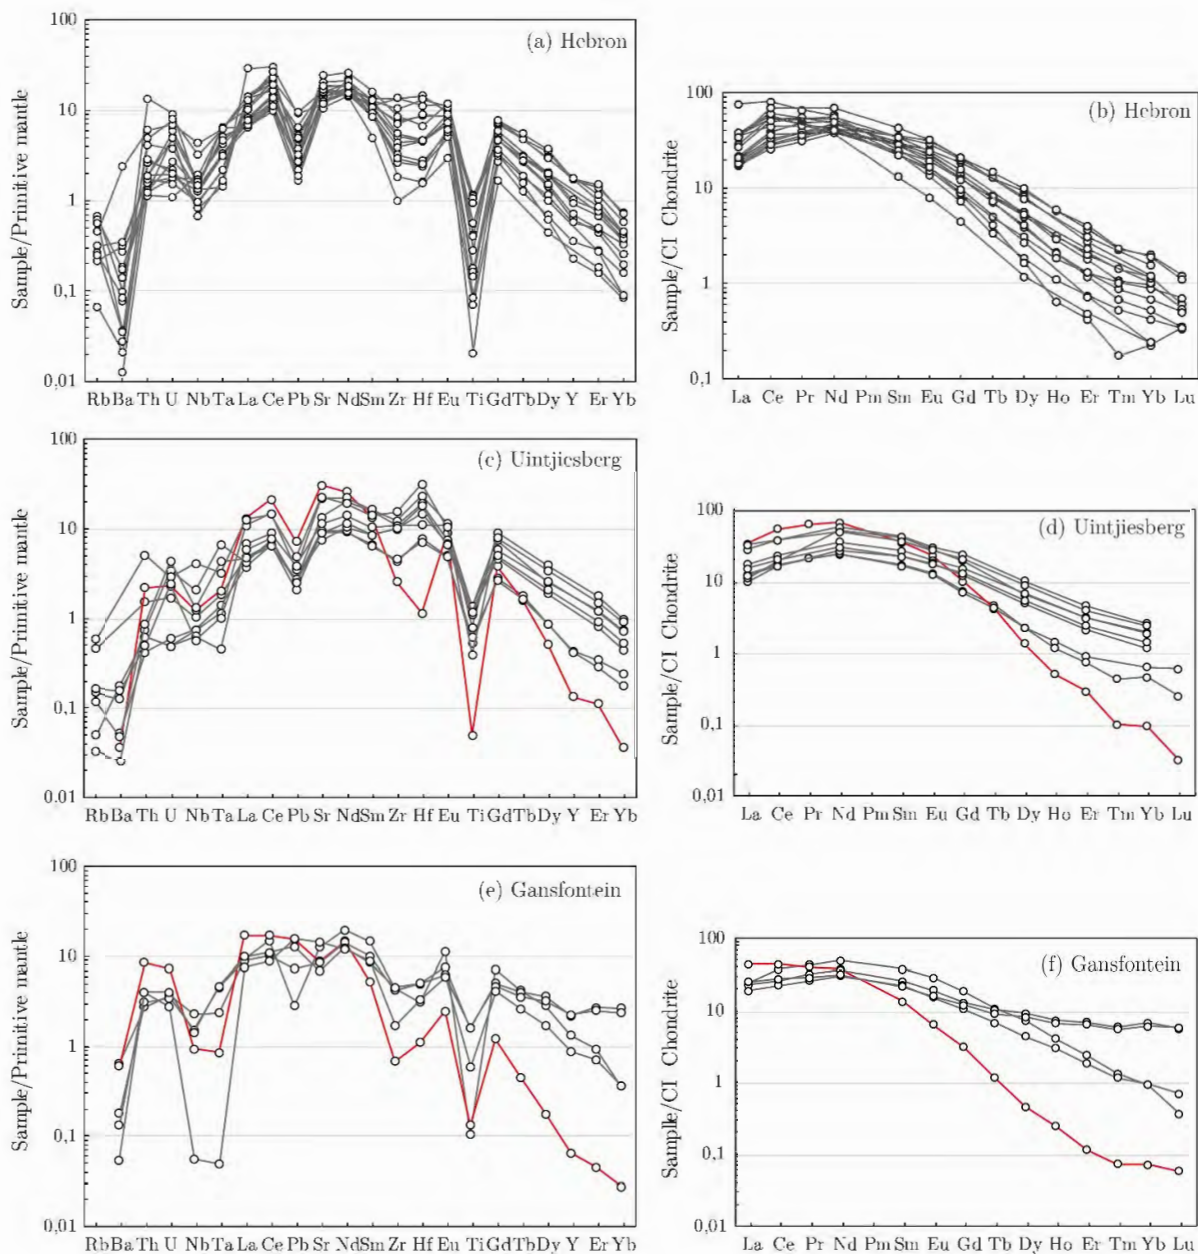 (a) Hebron
Sample/Primitive mantle
100
10
1
0,1
0,01
Rb Ba Th U Nb Ta La Ce Pb Sr Nd Sm Zr Hf Eu Ti Gd Tb Dy Y Er Yb
(b) Hebron
Sample/CI Chondrite
100
10
1
0,1
La Ce Pr Nd Pm Sm Eu Gd Tb Dy Ho Er Tm Yb Lu
(c) Uintjiesberg
Sample/Primitive mantle
100
10
1
0,1
0.01
Rb Ba Th U Nb Ta La Ce Pb Sr Nd Sm Zr Hf Eu Ti Gd Tb Dy Y Er Yb
(d) Uintjiesberg
Sample/CI Chondrite
100
10
1
0,1
0,01
La Ce Pr Nd Pm Sm Eu Gd Tb Dy Ho Er Tm Yb Lu
(e) Gansfontein
Sample/Primitive mantle
100
10
1
0,1
0,01
Rb Ba Th U Nb Ta La Ce Pb Sr Nd Sm Zr Hf Eu Ti Gd Tb Dy Y Er Yb
(f) Gansfontein
Sample/CI Chondrite
100
10
1
0,1
0,01
La Ce Pr Nd Pm Sm Eu Gd Tb Dy Ho Er Tm Yb Lu